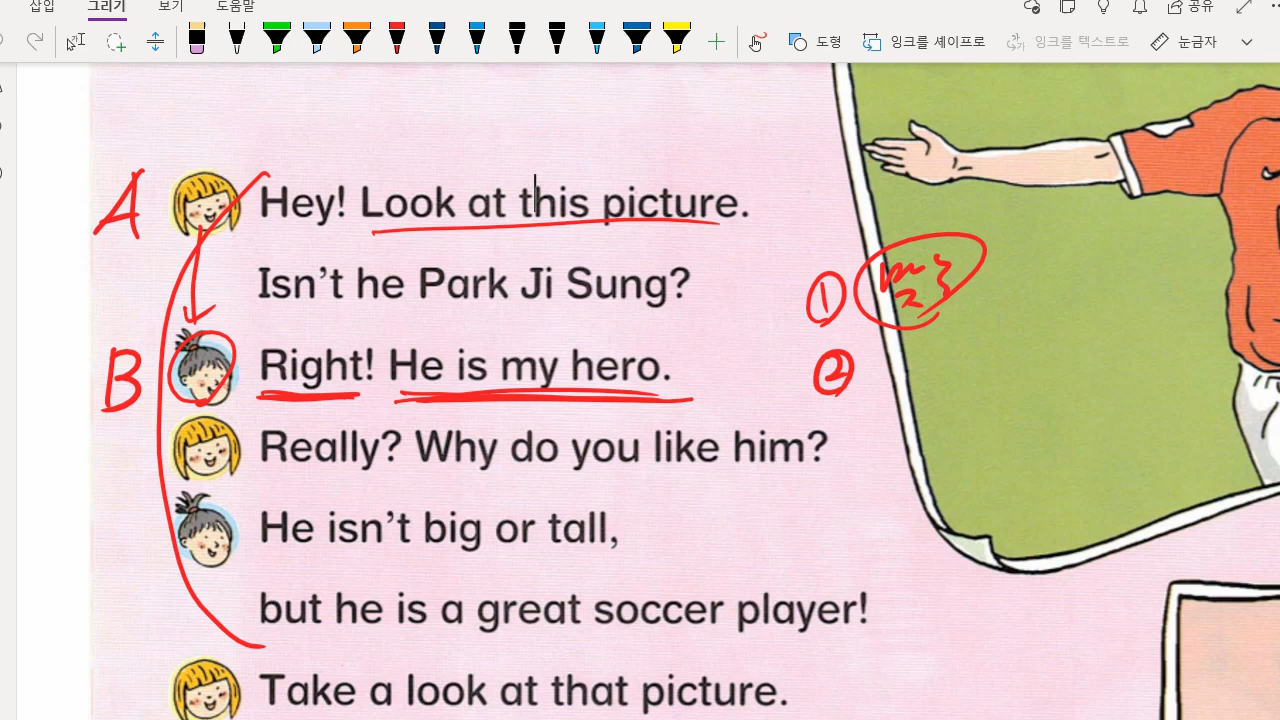 삽입 그리기 보기 도움말
공유
도형 잉크를 셰이프로 잉크를 텍스트로 눈금자
A Hey! Look at this picture.
Isn't he Park Ji Sung?
①
B Right! He is my hero.
②
Really? Why do you like him?
He isn't big or tall,
but he is a great soccer player!
Take a look at that picture.